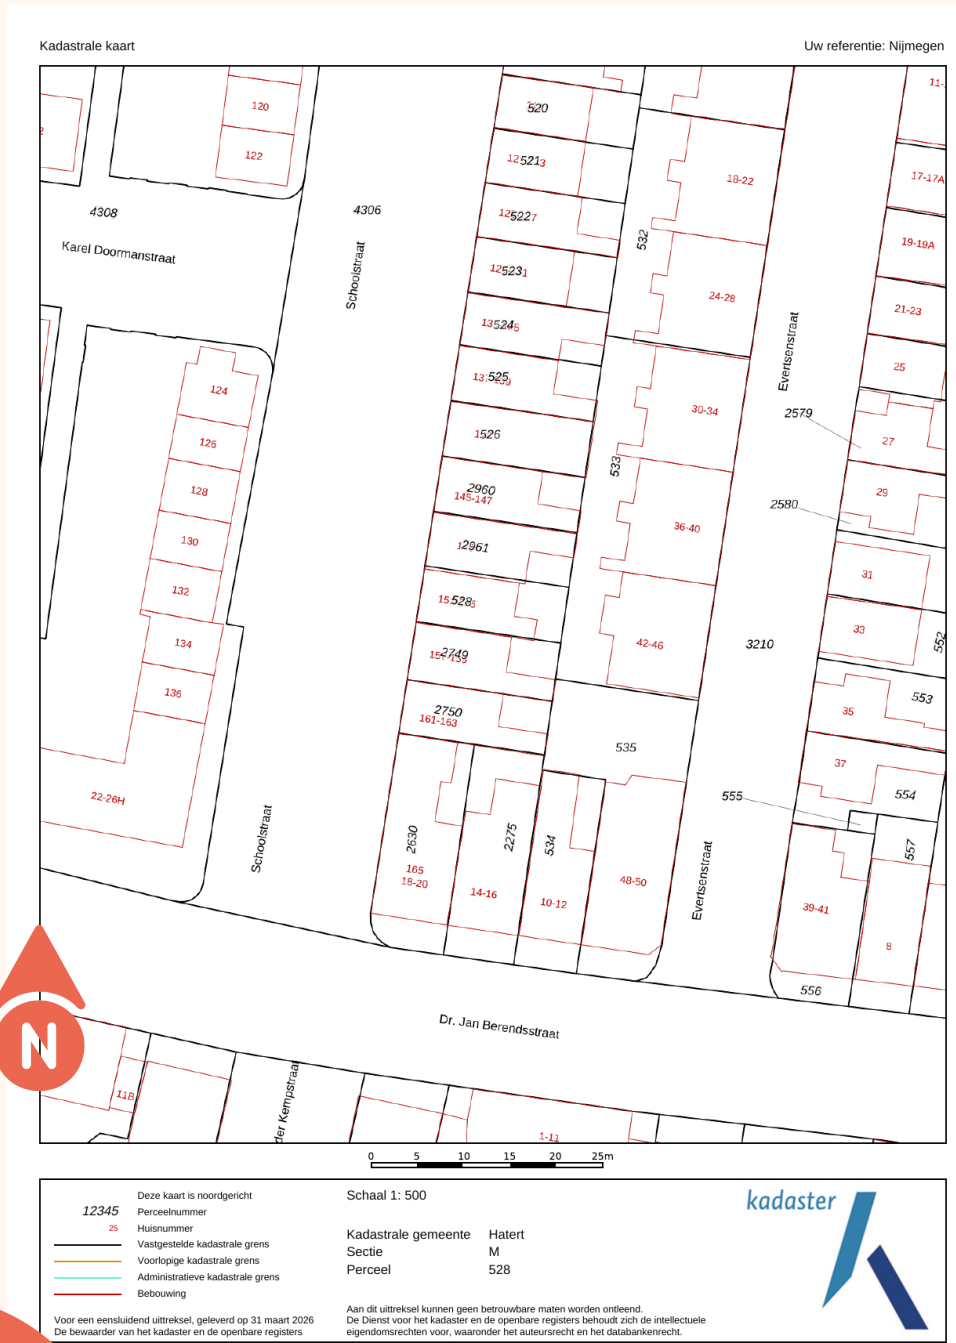 Kadastrale kaart
Uw referentie: Nijmegen
11-
120
520
122
521
18-22
17-17A
4308
4306
522
19-19A
Karel Doormanstraat
Schoolstraat
532
523
24-28
21-23
524
Evertsenstraat
25
124
525
30-34
2579
27
126
526
533
128
2960
145-147
29
2580
36-40
130
2961
31
132
528
33
134
2749
42-46
3210
552
136
2750
161-163
553
35
535
37
22-26H
555
554
Schoolstraat
2630
2275
534
557
165
18-20
14-16
10-12
48-50
Evertsenstraat
39-41
8
556
N
Dr. Jan Berendsstraat
11B
der Kempstraat
1-11
0 5 10 15 20 25m
Deze kaart is noordgericht
12345 Perceelnummer
25 Huisnummer
Vastgestelde kadastrale grens
Voorlopige kadastrale grens
Administratieve kadastrale grens
Bebouwing
Voor een eensluidend uittreksel, geleverd op 31 maart 2026
De bewaarder van het kadaster en de openbare registers
Schaal 1: 500
Kadastrale gemeente Hatert
Sectie M
Perceel 528
Aan dit uittreksel kunnen geen betrouwbare maten worden ontleend.
De Dienst voor het kadaster en de openbare registers behoudt zich de intellectuele
eigendomsrechten voor, waaronder het auteursrecht en het databankenrecht.
kadaster